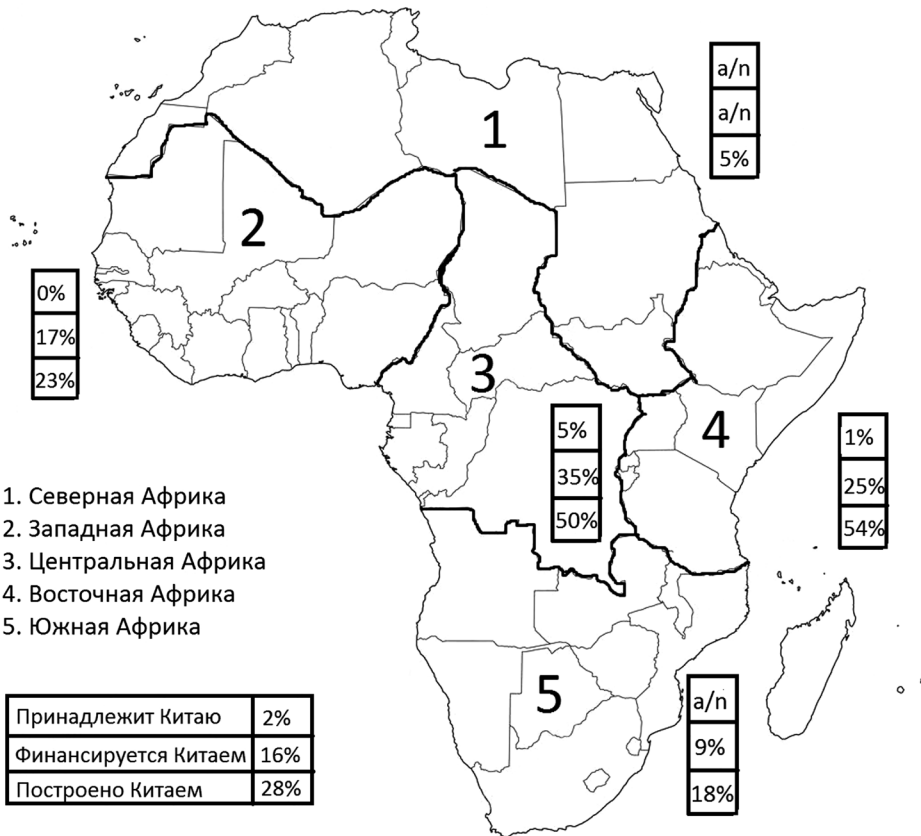 1
a/n
a/n
5%
2
0%
17%
23%
3
5%
35%
50%
4
1%
25%
54%
1. Северная Африка
2. Западная Африка
3. Центральная Африка
4. Восточная Африка
5. Южная Африка
5
a/n
9%
18%
Принадлежит Китаю 2%
Финансируется Китаем 16%
Построено Китаем 28%